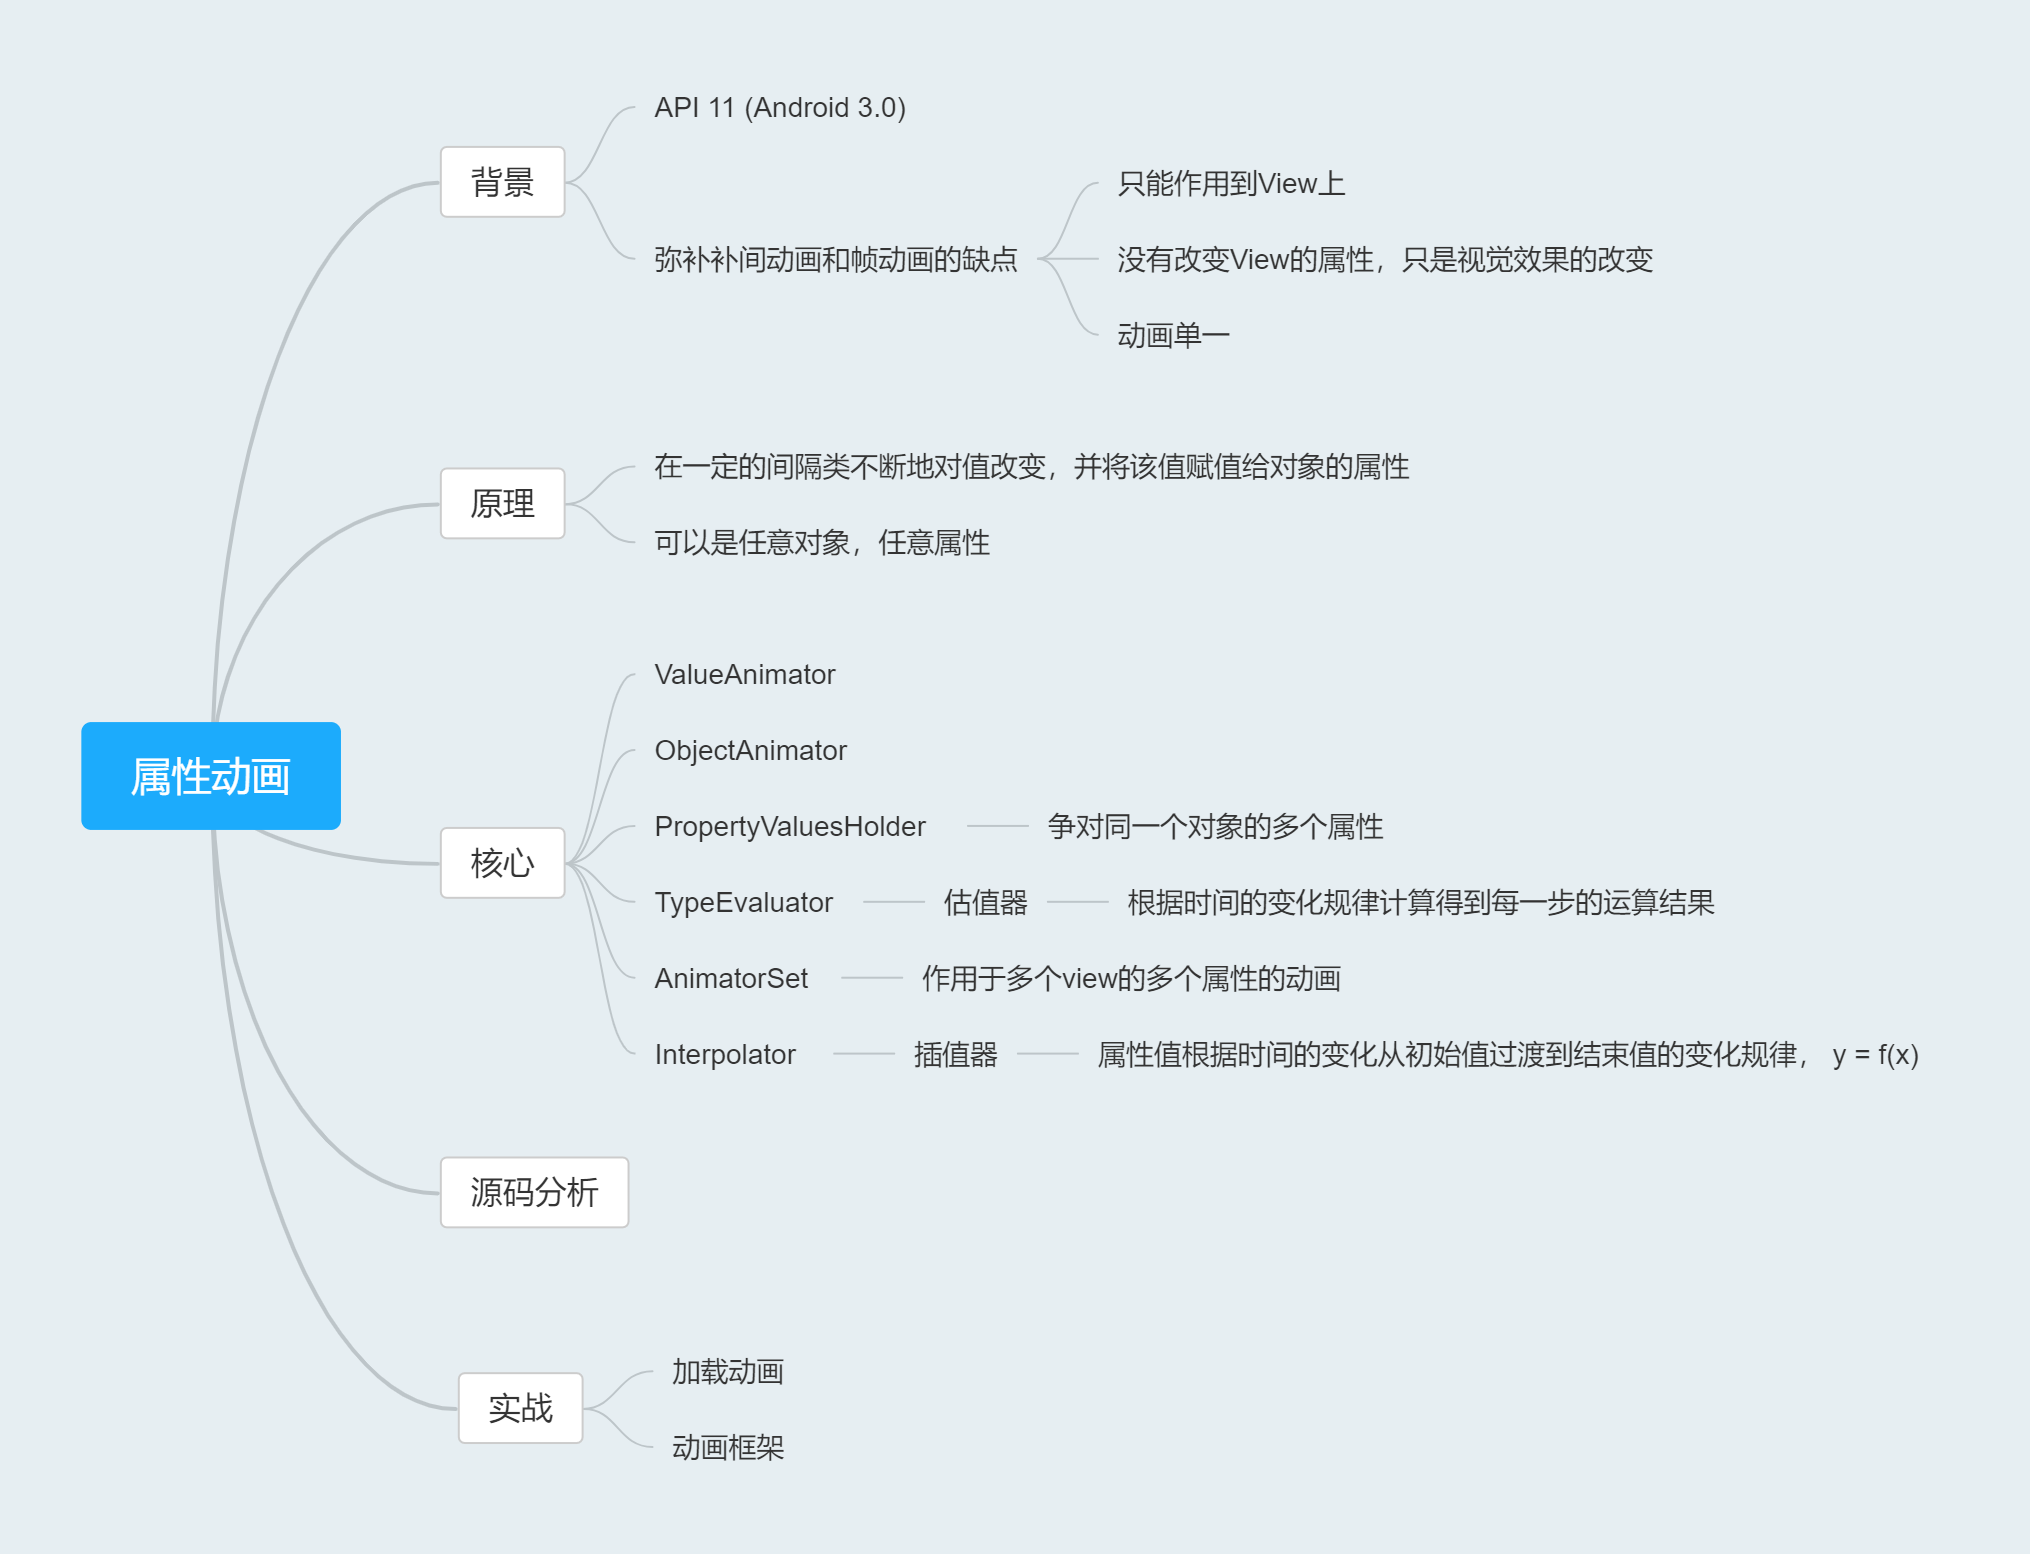 属性动画
背景
API 11 (Android 3.0)
弥补补间动画和帧动画的缺点
只能作用到View上
没有改变View的属性，只是视觉效果的改变
动画单一
原理
在一定的间隔类不断地对值改变，并将该值赋值给对象的属性
可以是任意对象，任意属性
核心
ValueAnimator
ObjectAnimator
PropertyValuesHolder
争对同一个对象的多个属性
TypeEvaluator
估值器
根据时间的变化规律计算得到每一步的运算结果
AnimatorSet
作用于多个view的多个属性的动画
Interpolator
插值器
属性值根据时间的变化从初始值过渡到结束值的变化规律， y = f(x)
源码分析
实战
加载动画
动画框架